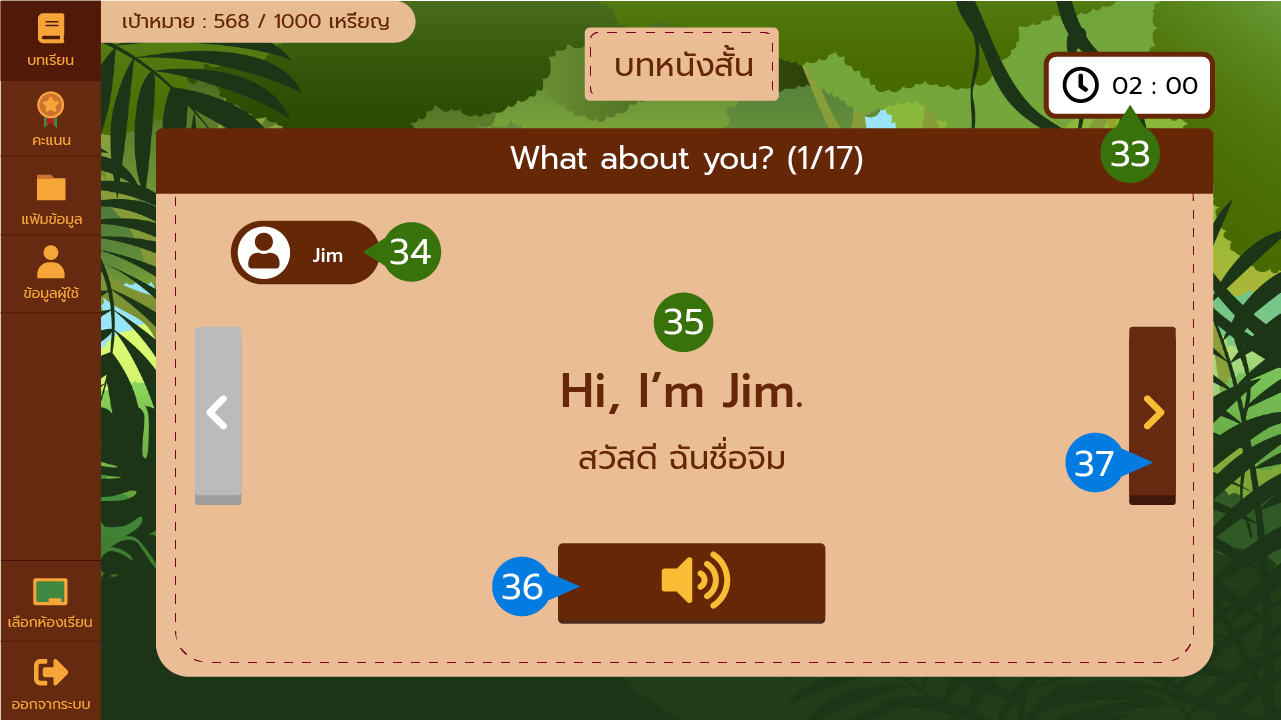 เป้าหมาย : 568 / 1000 เหรียญ
บทเรียน
คะแนน
แฟ้มข้อมูล
ข้อมูลผู้ใช้
เลือกห้องเรียน
ออกจากระบบ
บทหนังสั้น
02 : 00
33
What about you? (1/17)
Jim
34
35
Hi, I’m Jim.
สวัสดี ฉันชื่อจิม
37
36